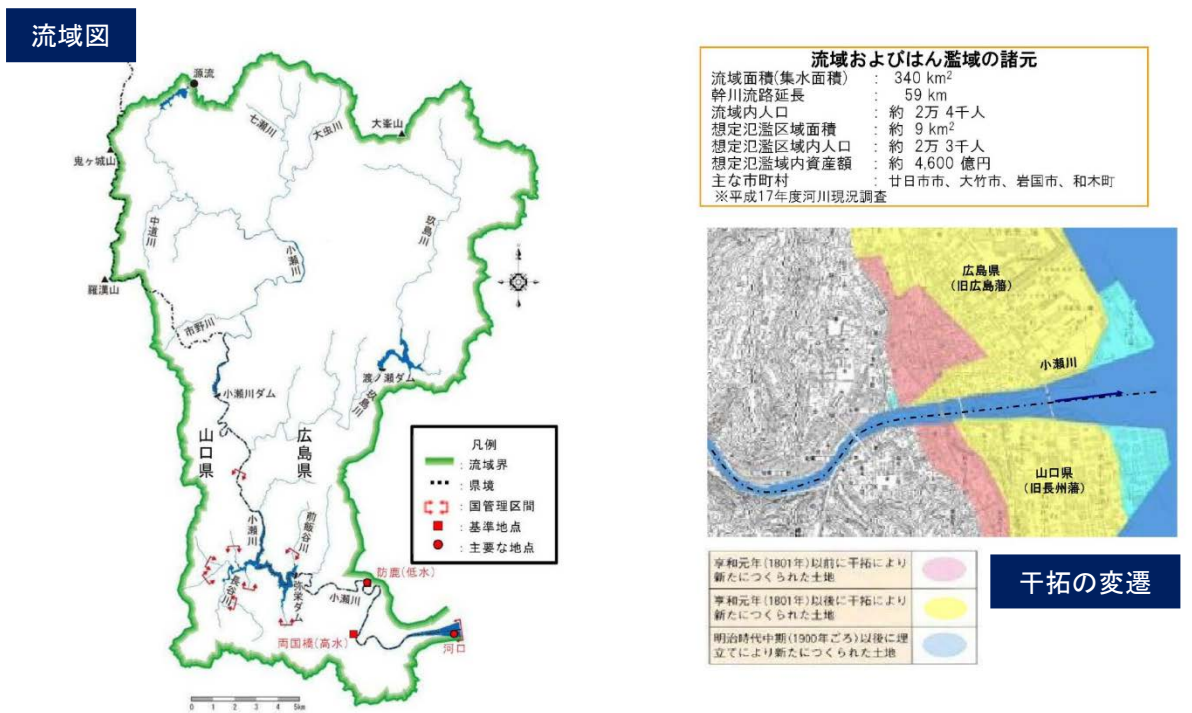 流域図
源流
七瀬川
大虫川
大峯山
鬼ヶ城山
中道川
玖島川
小瀬川
羅漢山
市野川
渡ノ瀬ダム
小瀬川ダム
玖島川
山口県
広島県
小瀬川
前飯谷川
長谷川
弥栄ダム
小瀬川
防鹿(低水)
両国橋(高水)
河口
0 1 2 3 4 5km
凡例
：流域界
：県境
：国管理区間
：基準地点
：主要な地点
流域およびはん濫域の諸元
流域面積(集水面積) ： 340 km²
幹川流路延長 ： 59 km
流域内人口 ： 約 2万 4千人
想定氾濫区域面積 ： 約 9 km²
想定氾濫区域内人口 ： 約 2万 3千人
想定氾濫域内資産額 ： 約 4,600 億円
主な市町村 ： 廿日市市、大竹市、岩国市、和木町
※平成17年度河川現況調査
広島県
(旧広島藩)
小瀬川
山口県
(旧長州藩)
享和元年(1801年)以前に干拓により
新たにつくられた土地
享和元年(1801年)以後に干拓により
新たにつくられた土地
明治時代中期(1900年ごろ)以後に埋
立てにより新たにつくられた土地
干拓の変遷